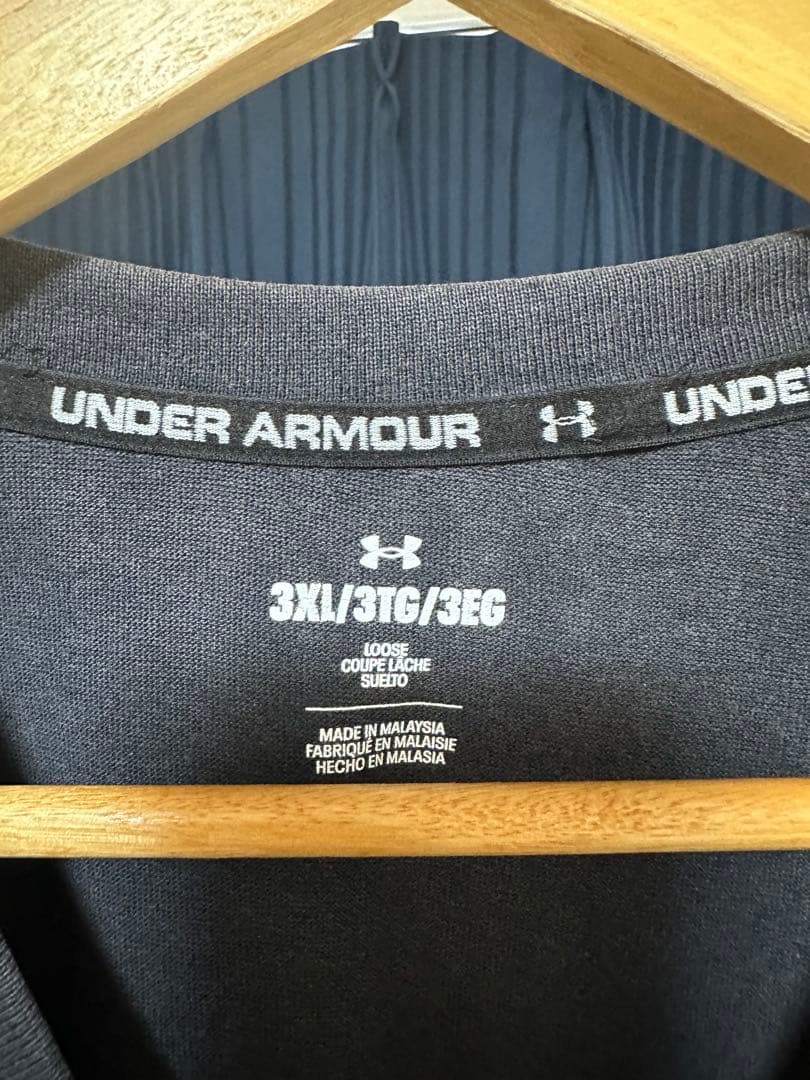 UNDER ARMOUR UNDE
3XL/3TG/3EG
LOOSE
COUPE LÂCHE
SUELTO
MADE IN MALAYSIA
FABRIQUÉ EN MALAISIE
HECHO EN MALASIA